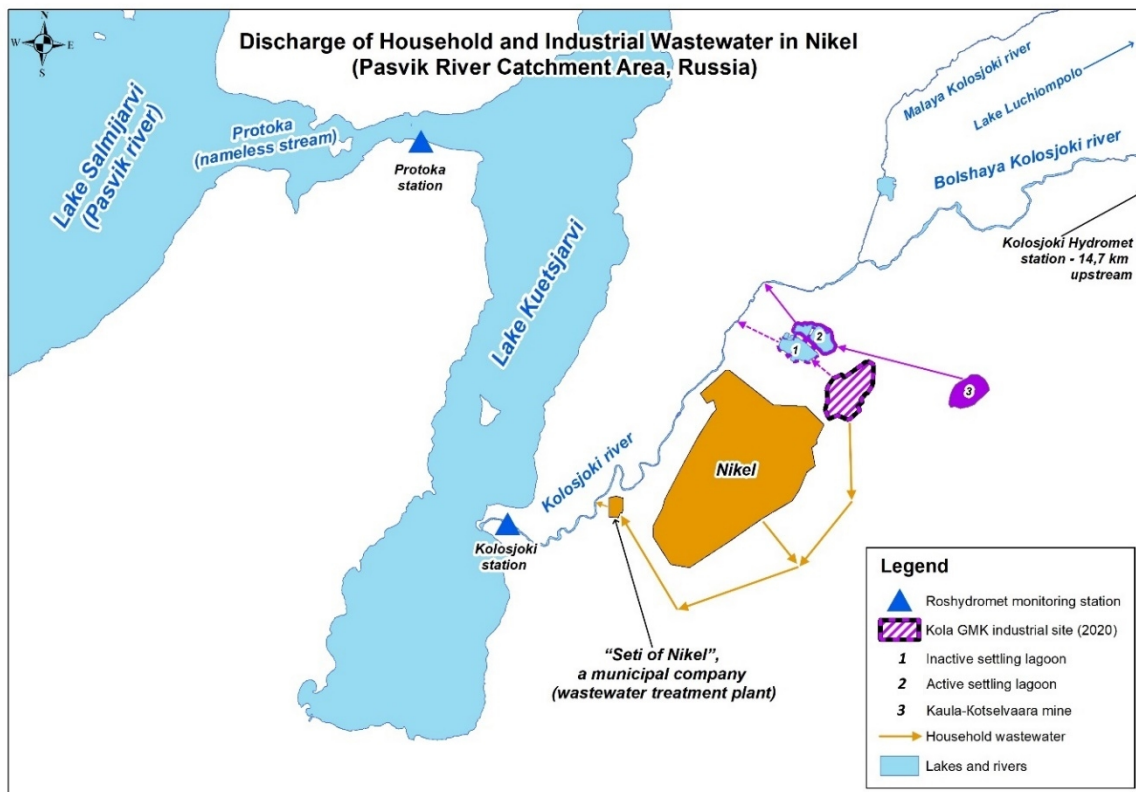 N
W E
S
Discharge of Household and Industrial Wastewater in Nikel
(Pasvik River Catchment Area, Russia)
Lake Salmijarvi
(Pasvik river)
Protoka
(nameless stream)
Protoka
station
Lake Kuetsjarvi
Malaya Kolosjoki river
Lake Luchiompolo
Bolshaya Kolosjoki river
Kolosjoki Hydromet
station - 14,7 km
upstream
1
2
3
Nikel
Kolosjoki river
Kolosjoki
station
“Seti of Nikel”,
a municipal company
(wastewater treatment plant)
Legend
Roshydromet monitoring station
Kola GMK industrial site (2020)
1 Inactive settling lagoon
2 Active settling lagoon
3 Kaula-Kotselvaara mine
Household wastewater
Lakes and rivers